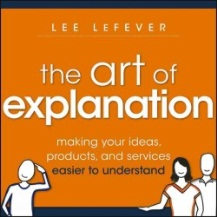 LEE LEFEVER
the art of
explanation
making your ideas,
products, and services
easier to understand